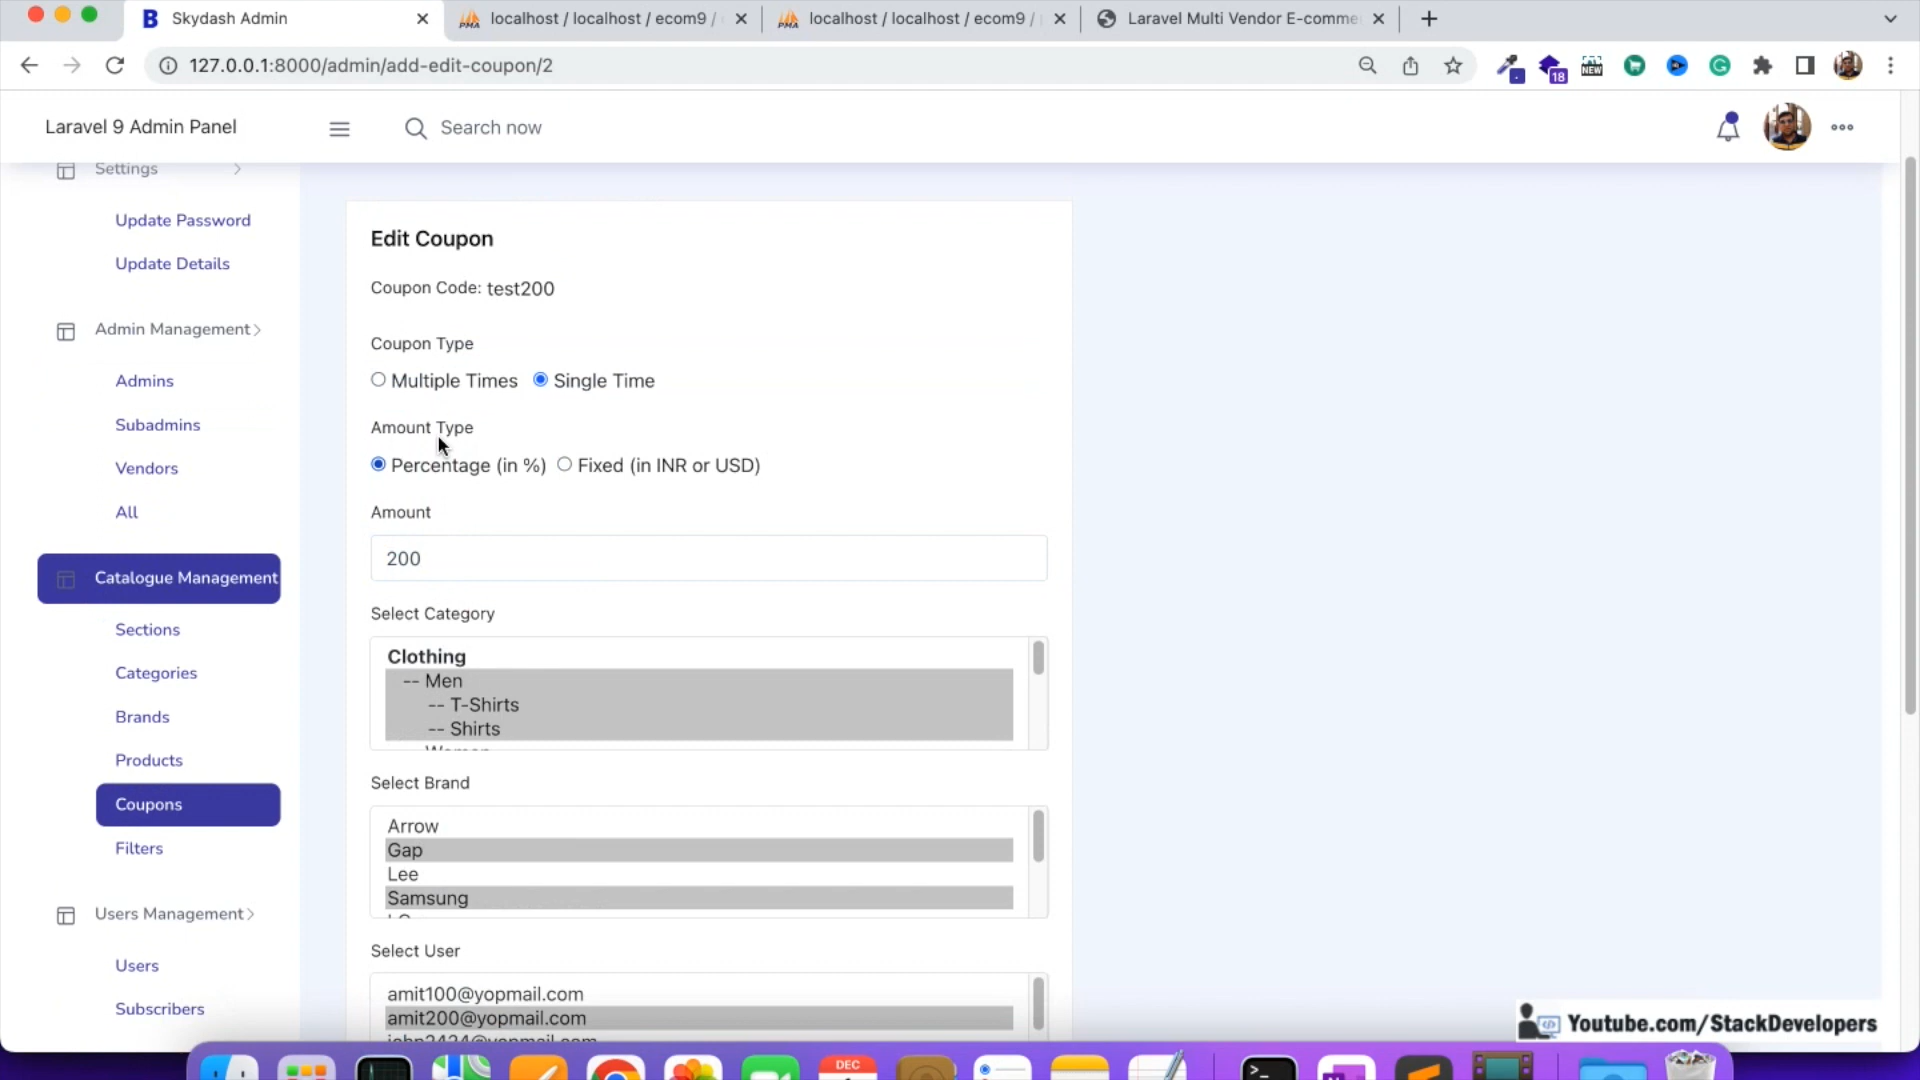 Skydash Admin
localhost / localhost / ecom9 /
localhost / localhost / ecom9 /
Laravel Multi Vendor E-comme
127.0.0.1:8000/admin/add-edit-coupon/2
18
NEW
Laravel 9 Admin Panel
Search now
Settings
Update Password
Update Details
Admin Management
Admins
Subadmins
Vendors
All
Catalogue Management
Sections
Categories
Brands
Products
Coupons
Filters
Users Management
Users
Subscribers
Edit Coupon
Coupon Code: test200
Coupon Type
Multiple Times Single Time
Amount Type
Percentage (in %) Fixed (in INR or USD)
Amount
200
Select Category
Clothing
-- Men
-- T-Shirts
-- Shirts
Select Brand
Arrow
Gap
Lee
Samsung
Select User
amit100@yopmail.com
amit200@yopmail.com
Youtube.com/StackDevelopers
DEC